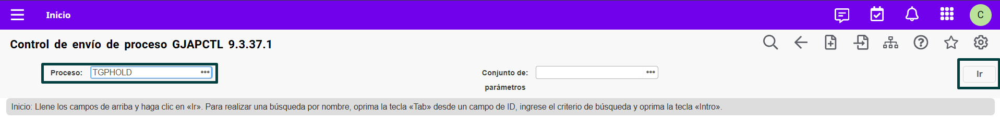 Inicio
C
Control de envío de proceso GJAPCTL 9.3.37.1
Proceso: TGPHOLD
Conjunto de:
parámetros
Ir
Inicio: Llene los campos de arriba y haga clic en «Ir». Para realizar una búsqueda por nombre, oprima la tecla «Tab» desde un campo de ID, ingrese el criterio de búsqueda y oprima la tecla «Intro».